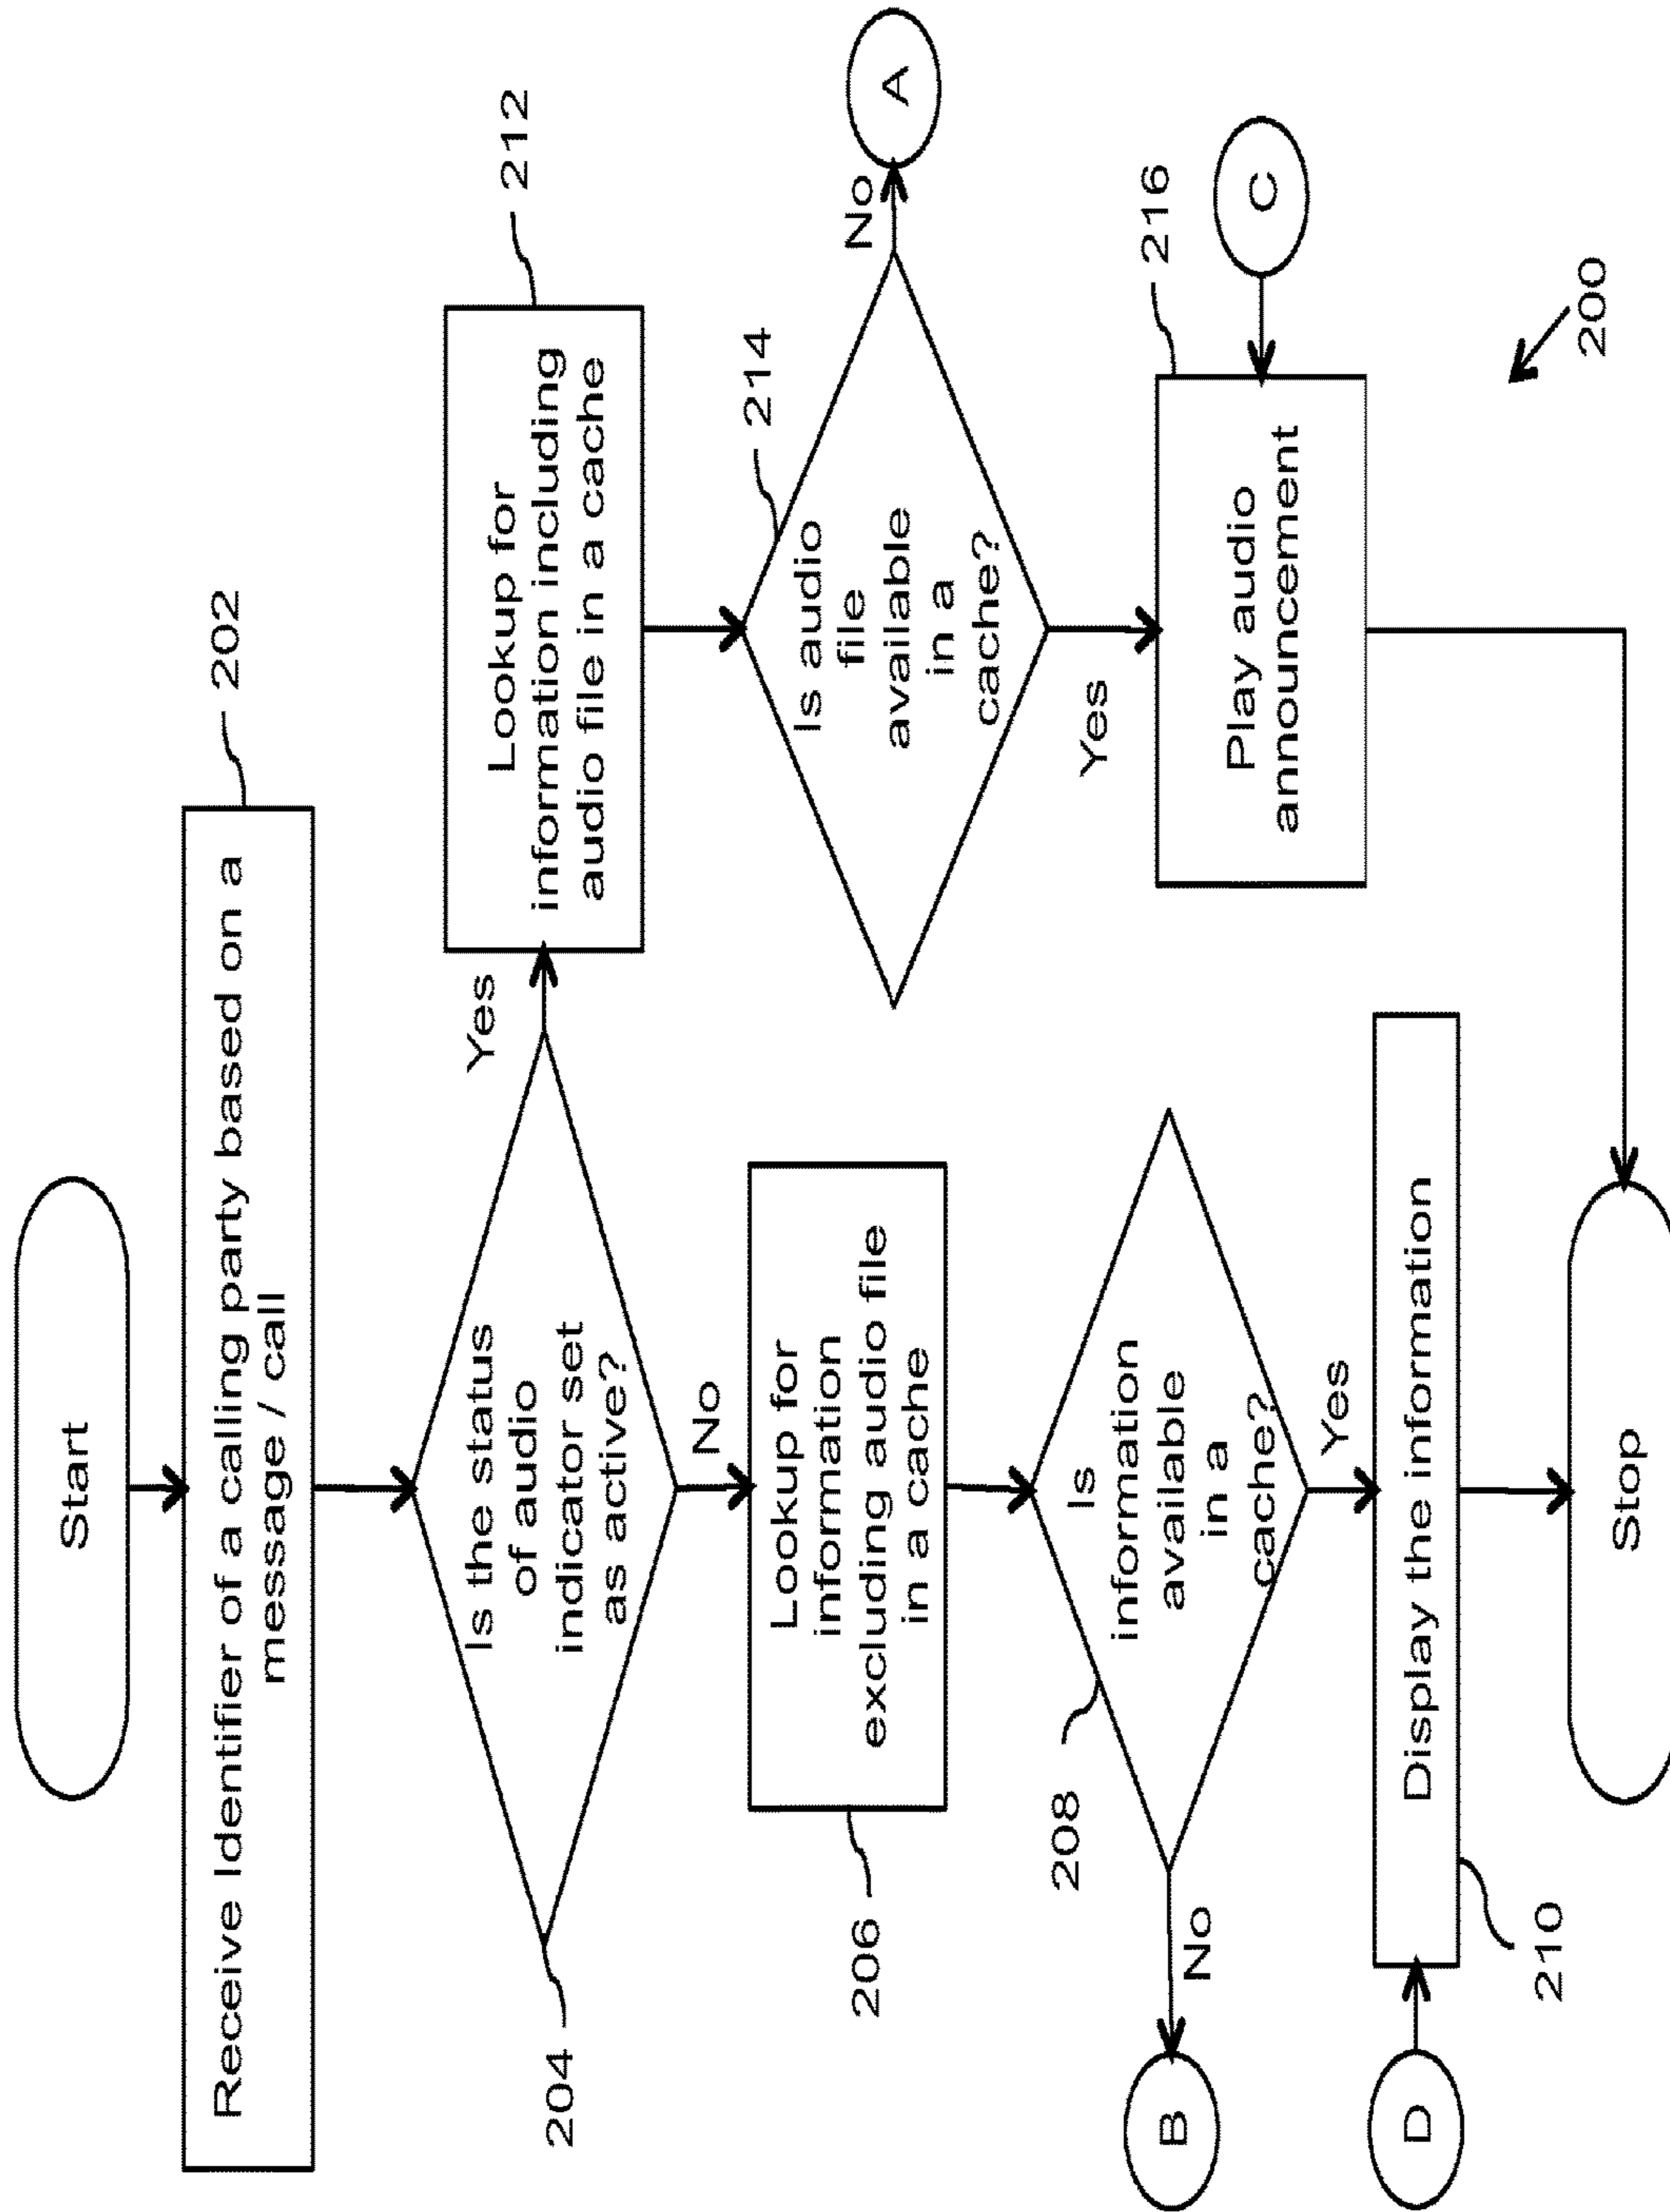 Start
Receive Identifier of a calling party based on a
message / call
202
Is the status
of audio
indicator set
as active?
204
Yes
No
Lookup for
information including
audio file in a cache
212
Lookup for
information
excluding audio file
in a cache
206
Is audio
file
available
in a
cache?
214
No
A
Yes
Is
information
available
in a
cache?
208
No
B
Yes
Play audio
announcement
216
C
Display the information
210
D
Stop
200